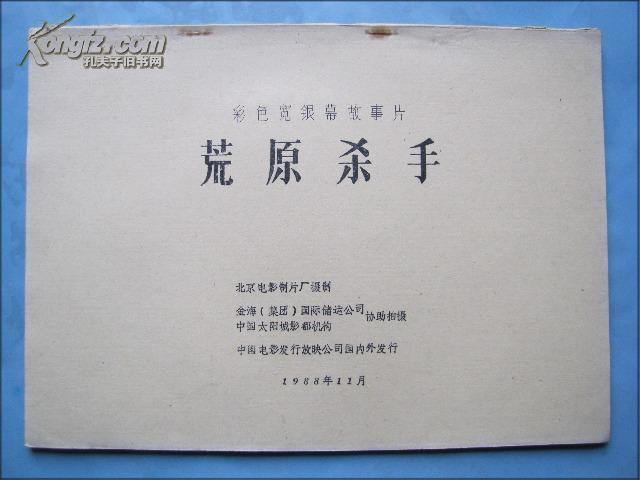 Kongfz.com
孔夫子旧书网
彩色宽银幕故事片
荒原杀手
北京电影制片厂摄制
金海(集团)国际储运公司
中国太阳城影都机构
协助拍摄
中国电影发行放映公司国内外发行
1988年11月